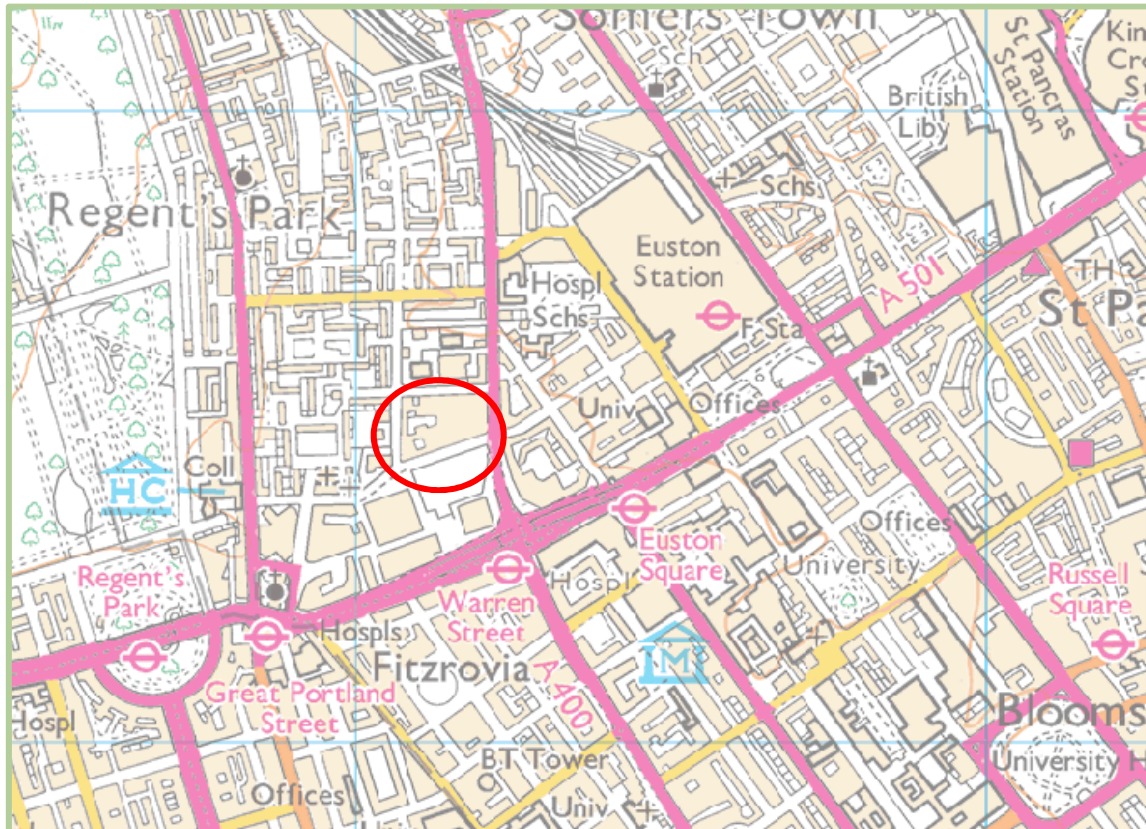 Somers Town
Sch
Kin
Cro
S
St Pancras
Station
British
Liby
Schs
Regent's Park
Euston
Station
A 501
TH
St P
Hospl
Schs
F Sta
Univ
Offices
Coll
HC
Offices
Euston
Square
University
Regent's
Park
Hospl
Warren
Street
Russell
Square
Hospls
Fitzrovia
M
Great Portland
Street
A 400
Hospl
Blooms
BT Tower
University H
Offices
Univ